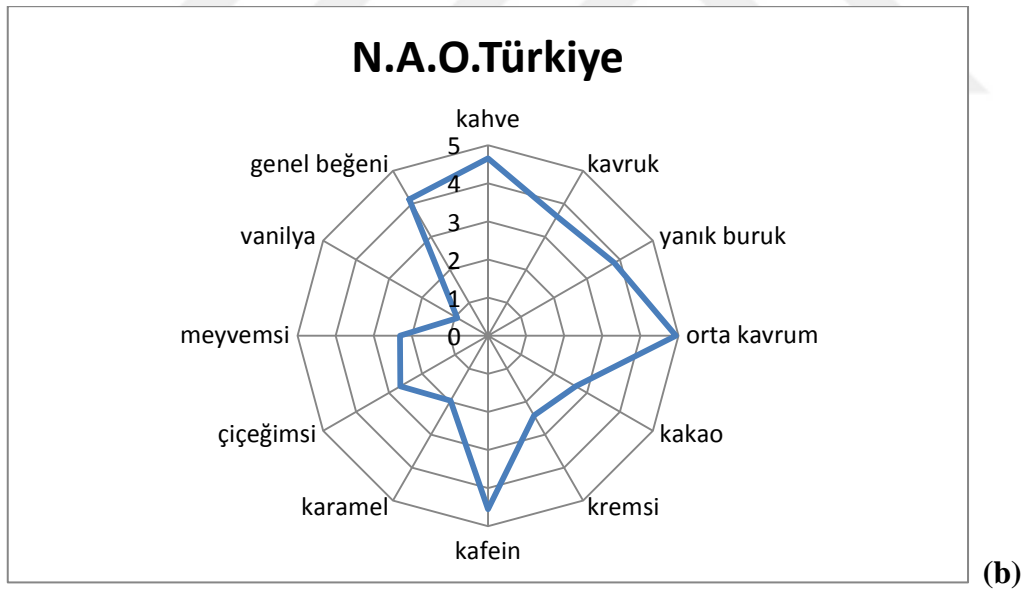 N.A.O.Türkiye
kahve
kavruk
yanık buruk
orta kavrum
kakao
kremsi
kafein
karamel
çiçeğimsi
meyvemsi
vanilya
genel beğeni
5
4
3
2
1
0
(b)